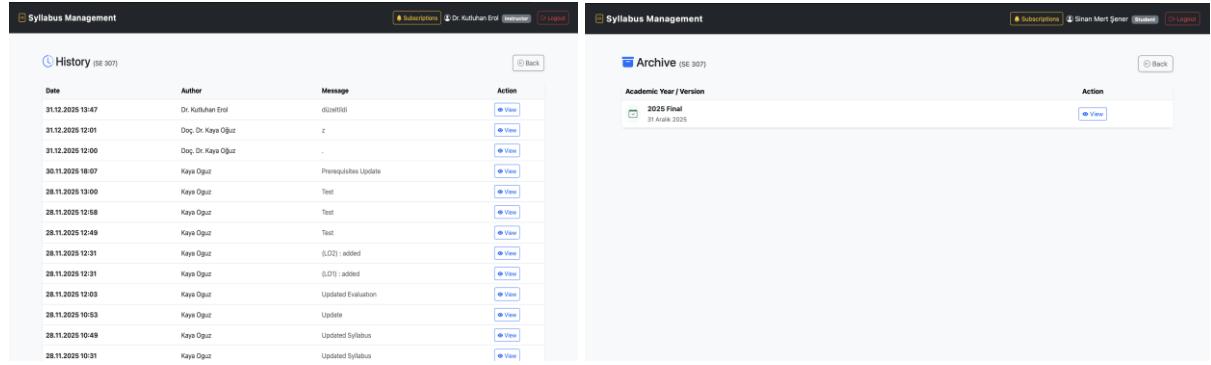 Syllabus Management
Subscriptions Dr. Kutluhan Erol Instructor Logout
History (SE 307)
Back
Date Author Message Action
31.12.2025 13:47 Dr. Kutluhan Erol düzeltildi View
31.12.2025 12:01 Doç. Dr. Kaya Oğuz z View
31.12.2025 12:00 Doç. Dr. Kaya Oğuz . View
30.11.2025 18:07 Kaya Oguz Prerequisites Update View
28.11.2025 13:00 Kaya Oguz Test View
28.11.2025 12:58 Kaya Oguz Test View
28.11.2025 12:49 Kaya Oguz Test View
28.11.2025 12:31 Kaya Oguz (LO2) : added View
28.11.2025 12:31 Kaya Oguz (LO1) : added View
28.11.2025 12:03 Kaya Oguz Updated Evaluation View
28.11.2025 10:53 Kaya Oguz Update View
28.11.2025 10:49 Kaya Oguz Updated Syllabus View
28.11.2025 10:31 Kaya Oguz Updated Syllabus View
Syllabus Management
Subscriptions Sinan Mert Şener Student Logout
Archive (SE 307)
Back
Academic Year / Version Action
2025 Final
31 Aralık 2025
View